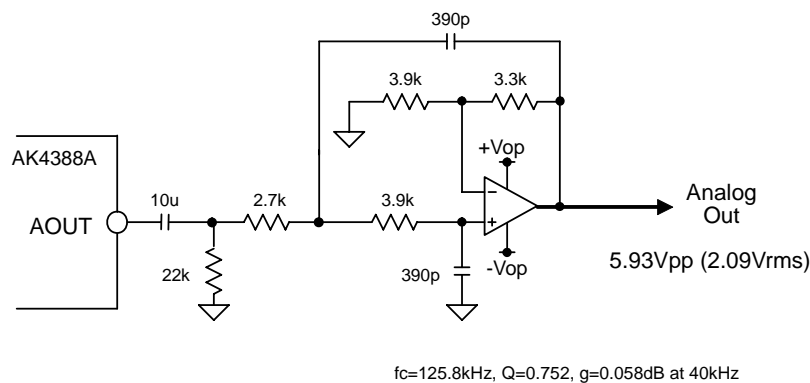 390p
3.9k
3.3k
AK4388A
+Vop
10u
2.7k
3.9k
−
+
AOUT
Analog
Out
22k
390p
-Vop
5.93Vpp (2.09Vrms)
fc=125.8kHz, Q=0.752, g=0.058dB at 40kHz